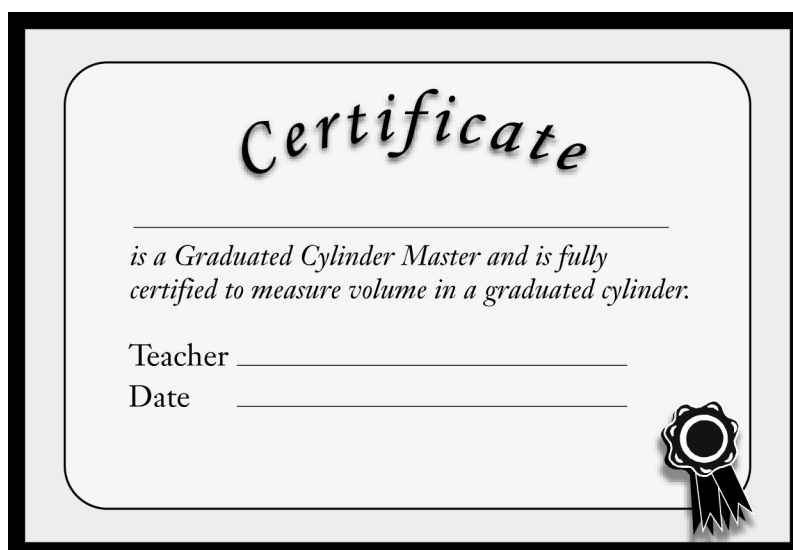 Certificate
is a Graduated Cylinder Master and is fully
certified to measure volume in a graduated cylinder.
Teacher
Date